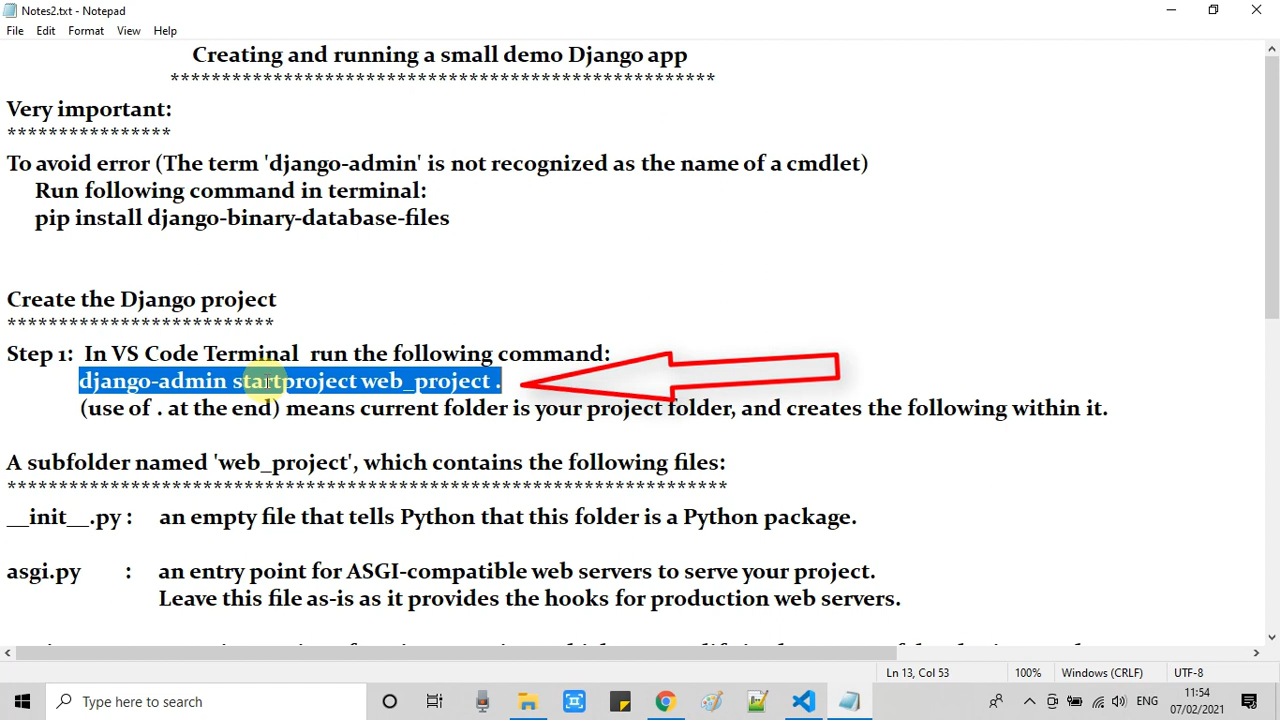 Notes2.txt - Notepad
File Edit Format View Help
Creating and running a small demo Django app
*****************************************************
Very important:
****************
To avoid error (The term 'django-admin' is not recognized as the name of a cmdlet)
Run following command in terminal:
pip install django-binary-database-files
Create the Django project
**************************
Step 1: In VS Code Terminal run the following command:
django-admin startproject web_project .
(use of . at the end) means current folder is your project folder, and creates the following within it.
A subfolder named 'web_project', which contains the following files:
***********************************************************************
__init__.py : an empty file that tells Python that this folder is a Python package.
asgi.py : an entry point for ASGI-compatible web servers to serve your project.
Leave this file as-is as it provides the hooks for production web servers.
Ln 13, Col 53 100% Windows (CRLF) UTF-8
Type here to search
ENG
11:54
07/02/2021